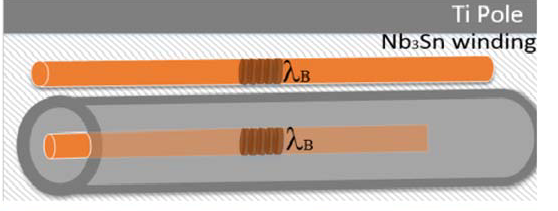 Ti Pole
Nb₃Sn winding
λB
λB